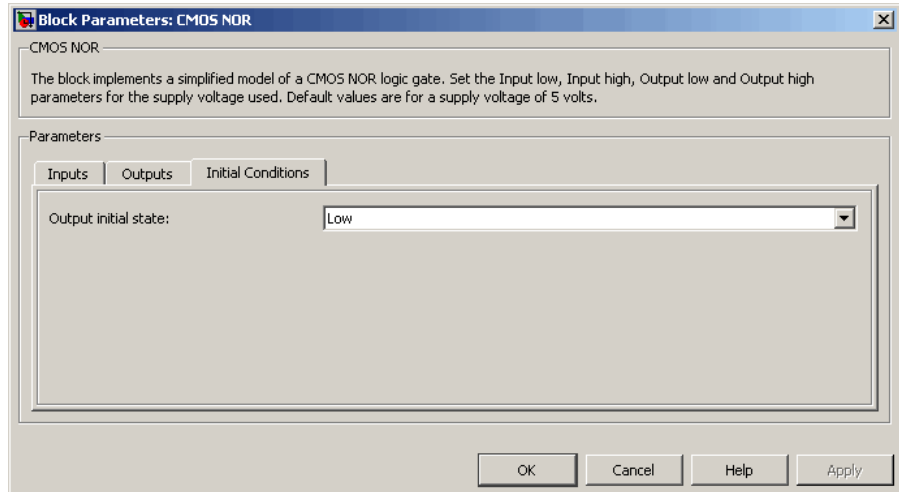 Block Parameters: CMOS NOR
CMOS NOR
The block implements a simplified model of a CMOS NOR logic gate. Set the Input low, Input high, Output low and Output high
parameters for the supply voltage used. Default values are for a supply voltage of 5 volts.
Parameters
Inputs Outputs Initial Conditions
Output initial state: Low
OK Cancel Help Apply